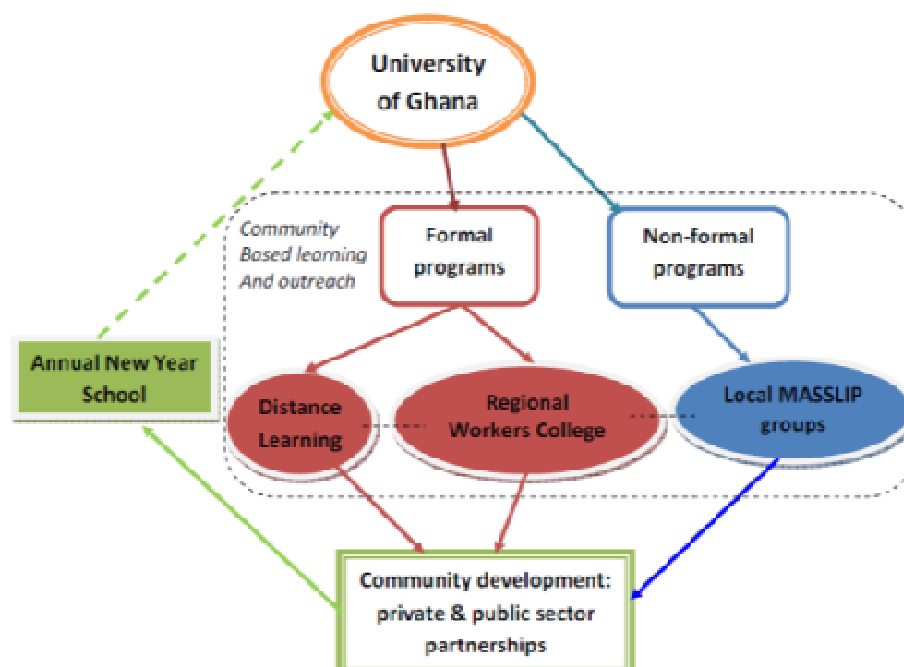 University
of Ghana
Community
Based learning
And outreach
Formal
programs
Non-formal
programs
Annual New Year
School
Distance
Learning
Regional
Workers College
Local MASSLIP
groups
Community development:
private & public sector
partnerships